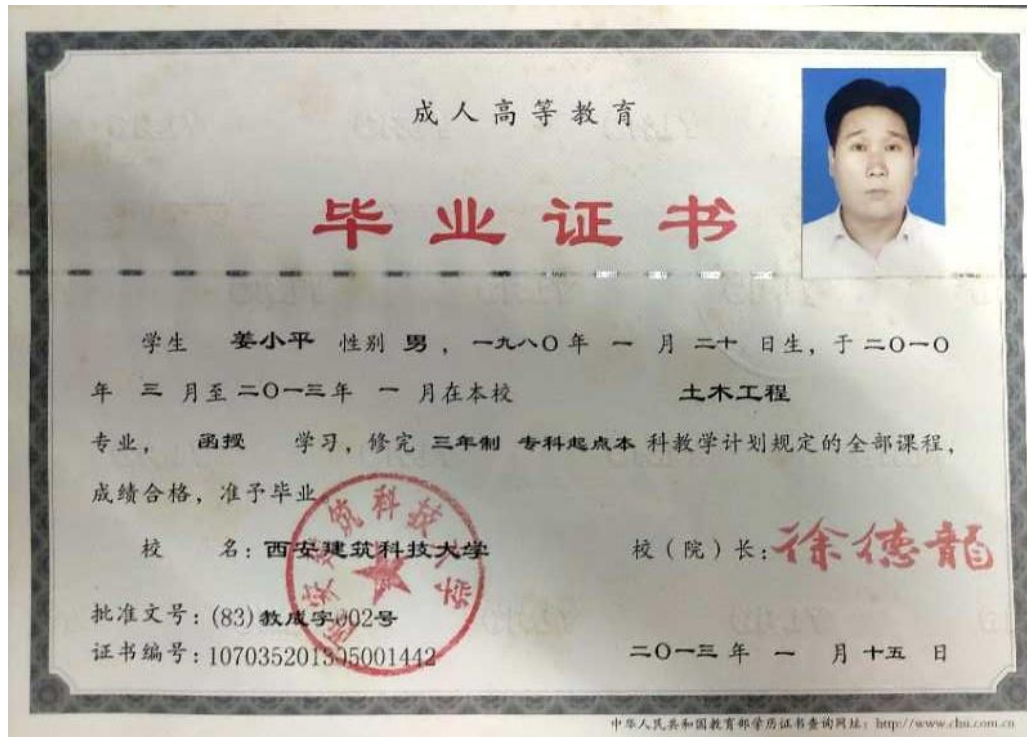 成人高等教育
毕业证书
学生 姜小平 性别 男，一九八〇年 一 月 二十 日生，于 二〇一〇
年 三 月至 二〇一三年 一 月在本校 土木工程
专业， 函授 学习，修完 三年制 专科起点本 科教学计划规定的全部课程，
成绩合格，准予毕业
校 名：西安建筑科技大学 校（院）长：徐德龍
批准文号：(83)教成字002号
证书编号：107035201305001442 二〇一三 年 一 月 十五 日
中华人民共和国教育部学历证书查询网址：http://www.chsi.com.cn